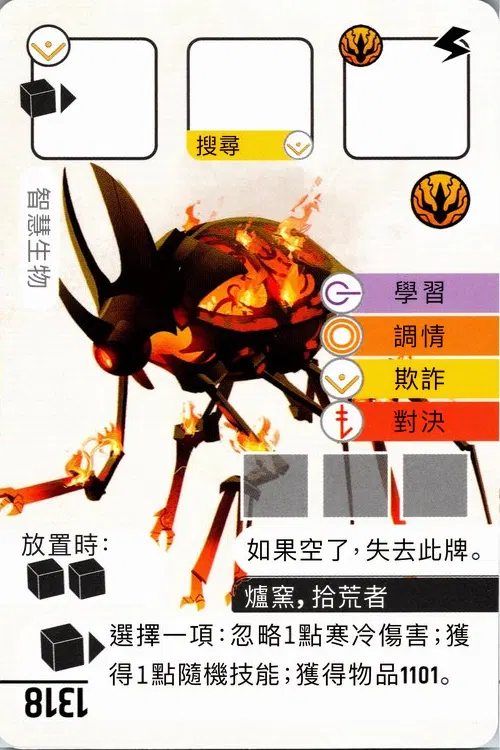 搜尋
智慧生物
學習
調情
欺詐
對決
放置時：
如果空了，失去此牌。
爐窯，拾荒者
選擇一項：忽略1點寒冷傷害；獲
得1點隨機技能；獲得物品1101。
1318